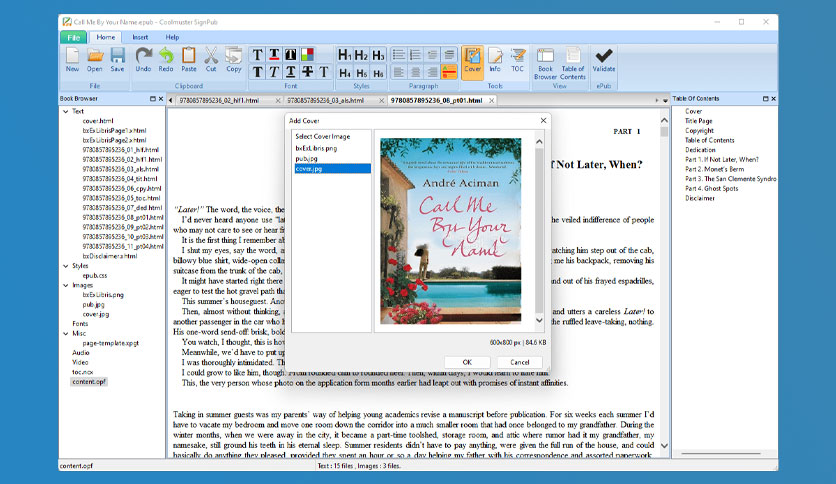 Call Me By Your Name.epub - Coolmuster SignPub
File Home Insert Help
New Open Save Undo Redo Paste Cut Copy
H1 H2 H3
H4 H5 H6
Cover Info TOC Book Browser Table of Contents Validate
File Clipboard Font Styles Paragraph Tools View ePub
Book Browser
Text
cover.html
bxExLibrisPage1.html
bxExLibrisPage2.html
9780857895236_01_hlf.html
9780857895236_02_hlf1.html
9780857895236_03_als.html
9780857895236_04_tit.html
9780857895236_06_cpy.html
9780857895236_05_toc.html
9780857895236_07_ded.html
9780857895236_08_pt01.html
9780857895236_09_pt02.html
9780857895236_10_pt03.html
9780857895236_11_pt04.html
bxDisclaimer.html
Styles
epub.css
Images
bxExLibris.png
pub.jpg
cover.jpg
Fonts
Misc
page-template.xpgt
Audio
Video
toc.ncx
content.opf
9780857895236_02_hlf1.html 9780857895236_03_als.html 9780857895236_08_pt01.html
PART 1
If Not Later, When?
"Later!" The word, the voice, the
I'd never heard anyone use "lat the veiled indifference of people
who may not care to see or hear fr
It is the first thing I remember ab
I shut my eyes, say the word, a atching him step out of the cab,
billowy blue shirt, wide-open colla me his backpack, removing his
suitcase from the trunk of the cab,
It might have started right there and out of his frayed espadrilles,
eager to test the hot gravel path tha
This summer's houseguest. Ano
Then, almost without thinking, and utters a careless Later! to
another passenger in the car who h the ruffled leave-taking, nothing.
His one-word send-off: brisk, bold
You watch, I thought, this is how
Meanwhile, we'd have to put up
I was thoroughly intimidated. Th
I could grow to like him, though. From rounded chin to rounded heel. Then, within days, I would learn to hate him.
This, the very person whose photo on the application form months earlier had leapt out with promises of instant affinities.
Taking in summer guests was my parents' way of helping young academics revise a manuscript before publication. For six weeks each summer I'd
have to vacate my bedroom and move one room down the corridor into a much smaller room that had once belonged to my grandfather. During the
winter months, when we were away in the city, it became a part-time toolshed, storage room, and attic where rumor had it my grandfather, my
namesake, still ground his teeth in his eternal sleep. Summer residents didn't have to pay anything, were given the full run of the house, and could
basically do anything they pleased, provided they spent an hour or so a day helping my father with his correspondence and assorted paperwork.
Add Cover
Select Cover Image
bxExLibris.png
pub.jpg
cover.jpg
André Aciman
Call Me
By Your
Name
600x800 px | 84.6 KB
OK Cancel
Table Of Contents
Cover
Title Page
Copyright
Table of Contents
Dedication
Part 1. If Not Later, When?
Part 2. Monet's Berm
Part 3. The San Clemente Syndro
Part 4. Ghost Spots
Disclaimer
content.opf
Text : 15 files , Images : 3 files.